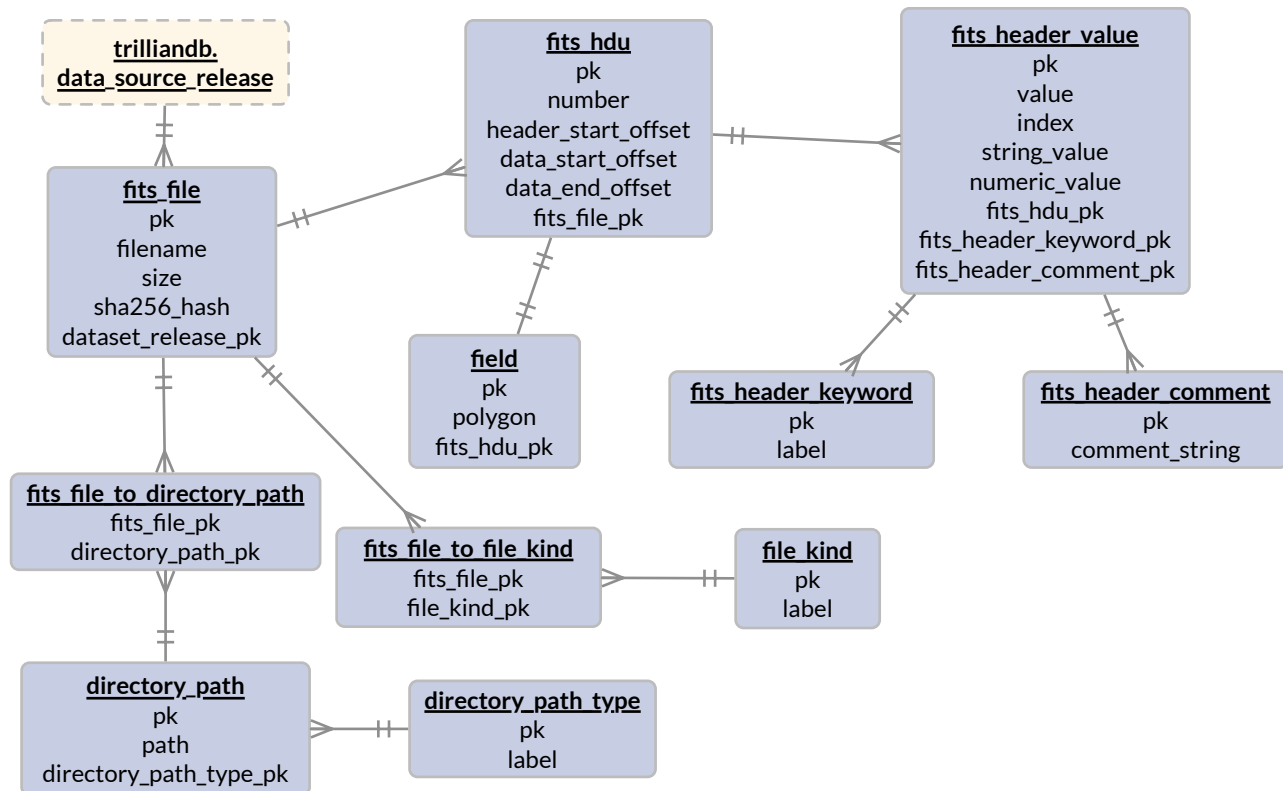 trilliandb.
data_source_release
fits_file
pk
filename
size
sha256_hash
dataset_release_pk
fits_hdu
pk
number
header_start_offset
data_start_offset
data_end_offset
fits_file_pk
fits_header_value
pk
value
index
string_value
numeric_value
fits_hdu_pk
fits_header_keyword_pk
fits_header_comment_pk
field
pk
polygon
fits_hdu_pk
fits_header_keyword
pk
label
fits_header_comment
pk
comment_string
fits_file_to_directory_path
fits_file_pk
directory_path_pk
fits_file_to_file_kind
fits_file_pk
file_kind_pk
file_kind
pk
label
directory_path
pk
path
directory_path_type_pk
directory_path_type
pk
label